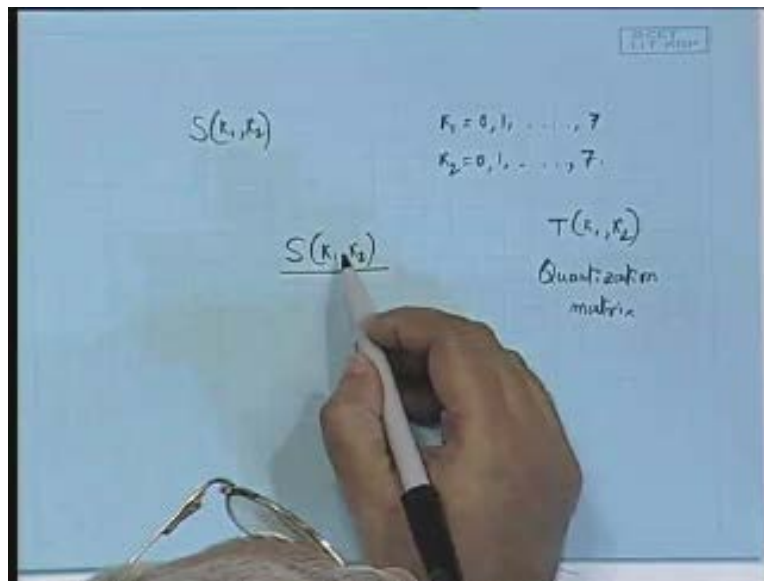 S(K₁,K₂)
K₁ = 0, 1, . . . . ., 7
K₂ = 0, 1, . . . . ., 7.
T(K₁,K₂)
S(K₁,K₂)
Quantization
matrix